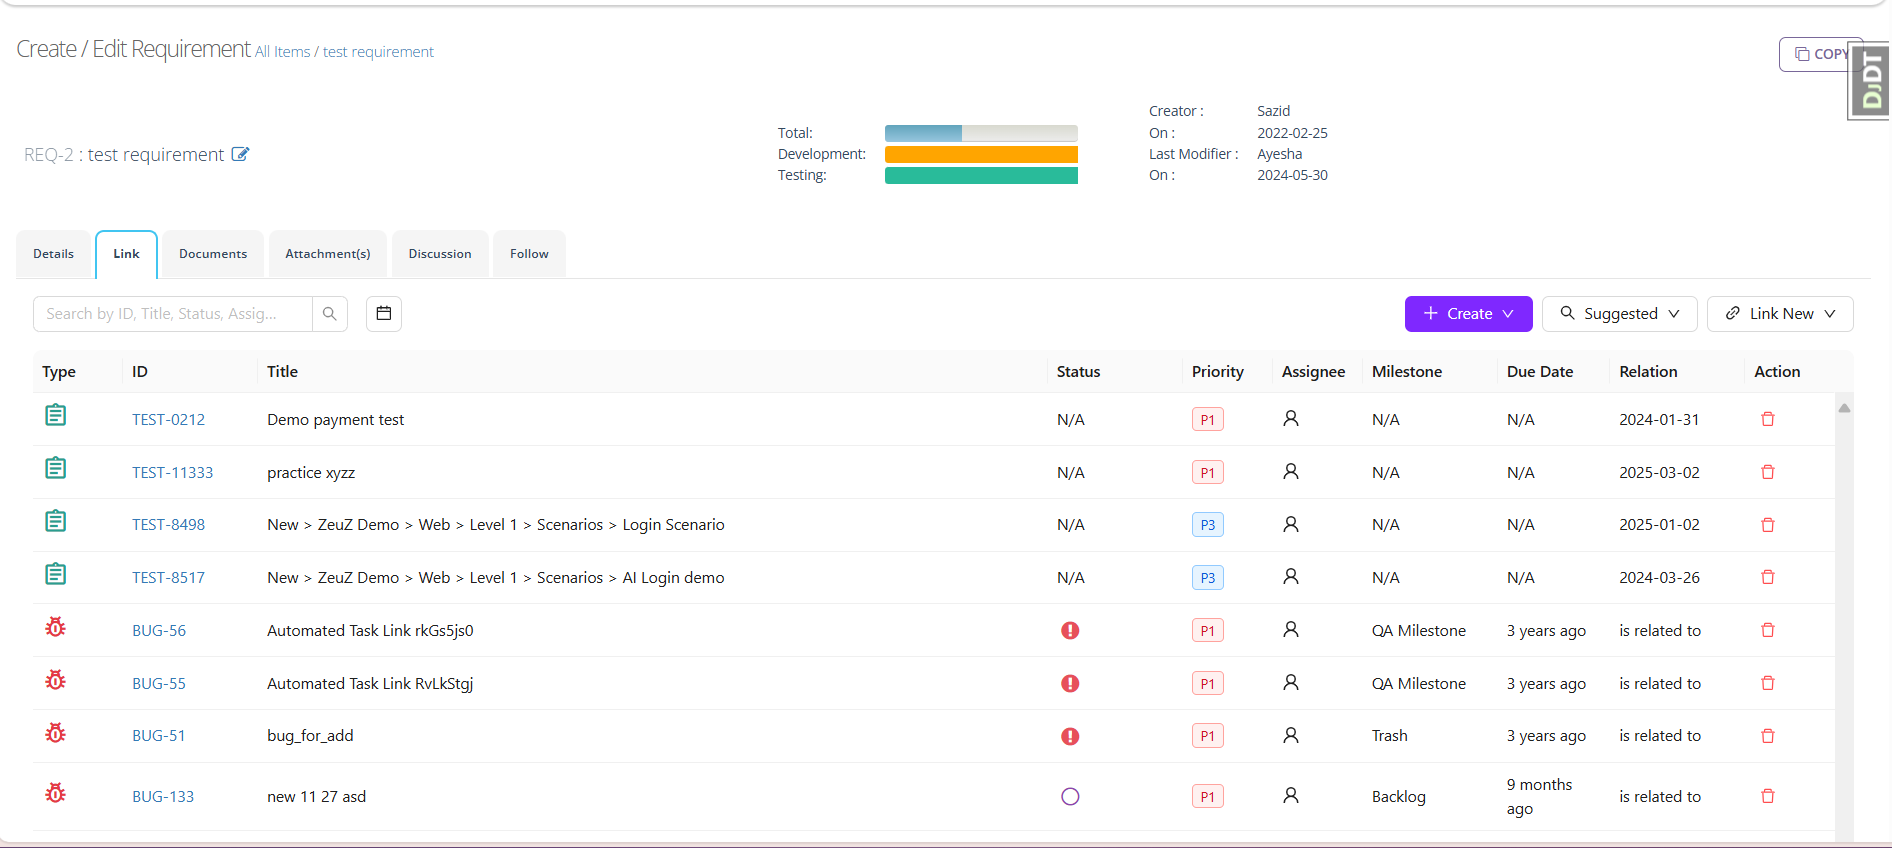 Create / Edit Requirement All Items / test requirement
COPY
DJDT
REQ-2 : test requirement
Total:
Development:
Testing:
Creator : Sazid
On : 2022-02-25
Last Modifier : Ayesha
On : 2024-05-30
Details Link Documents Attachment(s) Discussion Follow
Search by ID, Title, Status, Assig...
+ Create Suggested Link New
Type ID Title Status Priority Assignee Milestone Due Date Relation Action
TEST-0212 Demo payment test N/A P1 N/A N/A 2024-01-31
TEST-11333 practice xyzz N/A P1 N/A N/A 2025-03-02
TEST-8498 New > ZeuZ Demo > Web > Level 1 > Scenarios > Login Scenario N/A P3 N/A N/A 2025-01-02
TEST-8517 New > ZeuZ Demo > Web > Level 1 > Scenarios > AI Login demo N/A P3 N/A N/A 2024-03-26
BUG-56 Automated Task Link rkGs5js0 P1 QA Milestone 3 years ago is related to
BUG-55 Automated Task Link RvLkStgj P1 QA Milestone 3 years ago is related to
BUG-51 bug_for_add P1 Trash 3 years ago is related to
BUG-133 new 11 27 asd P1 Backlog 9 months ago is related to